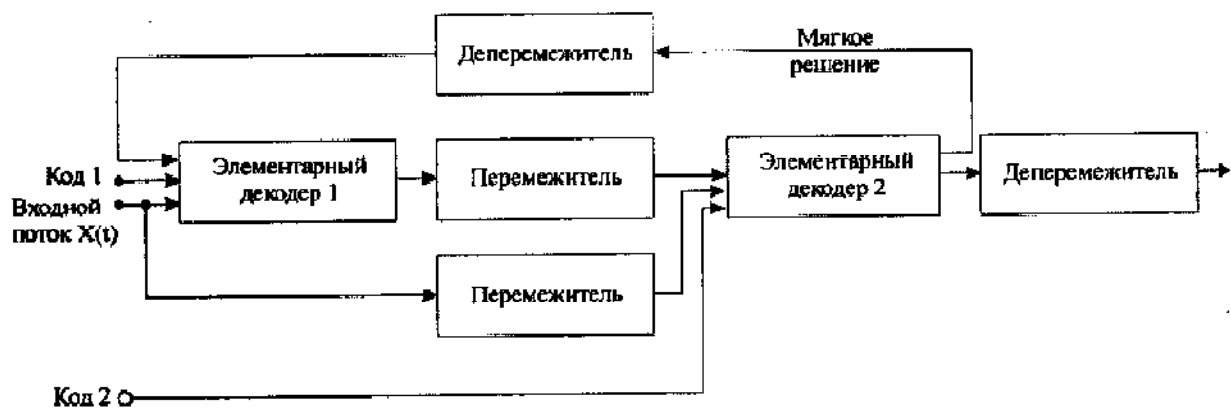 Деперемежитель
Мягкое
решение
Код 1
Входной
поток X(t)
Элементарный
декодер 1
Перемежитель
Элементарный
декодер 2
Деперемежитель
Перемежитель
Код 2